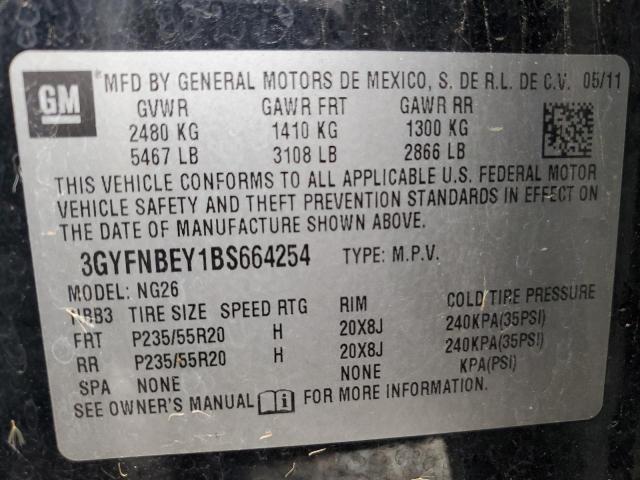 GM ® MFD BY GENERAL MOTORS DE MEXICO, S. DE R.L. DE C.V. 05/11
GVWR GAWR FRT GAWR RR
2480 KG 1410 KG 1300 KG
5467 LB 3108 LB 2866 LB
THIS VEHICLE CONFORMS TO ALL APPLICABLE U.S. FEDERAL MOTOR
VEHICLE SAFETY AND THEFT PREVENTION STANDARDS IN EFFECT ON
THE DATE OF MANUFACTURE SHOWN ABOVE.
3GYFNBEY1BS664254 TYPE: M.P.V.
MODEL: NG26
TIRE SIZE SPEED RTG RIM COLD TIRE PRESSURE
FRT P235/55R20 H 20X8J 240KPA(35PSI)
RR P235/55R20 H 20X8J 240KPA(35PSI)
SPA NONE NONE KPA(PSI)
SEE OWNER'S MANUAL FOR MORE INFORMATION.